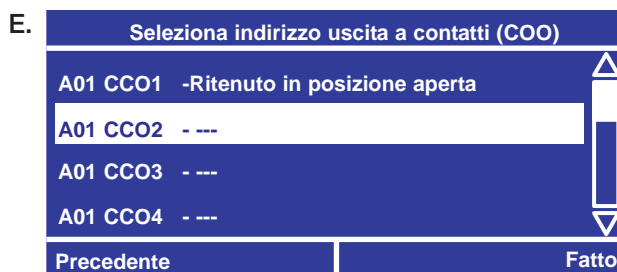 E.
Seleziona indirizzo uscita a contatti (COO)
A01 CCO1 -Ritenuto in posizione aperta
A01 CCO2 - ---
A01 CCO3 - ---
A01 CCO4 - ---
Precedente Fatto